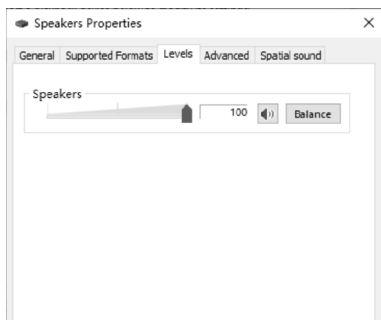 Speakers Properties
General Supported Formats Levels Advanced Spatial sound
Speakers
100 Balance